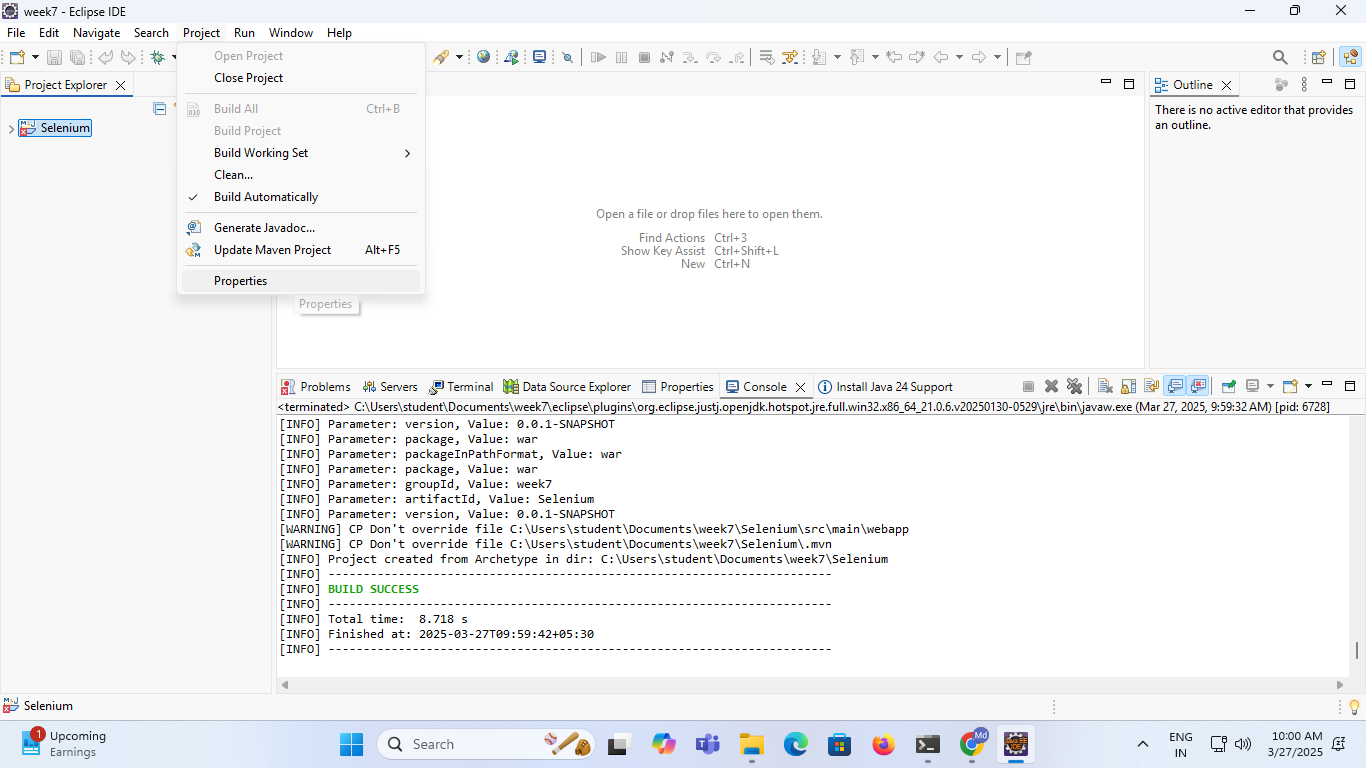 week7 - Eclipse IDE
File Edit Navigate Search Project Run Window Help
Open Project
Close Project
Build All Ctrl+B
Build Project
Build Working Set
Clean...
Build Automatically
Generate Javadoc...
Update Maven Project Alt+F5
Properties
Properties
Project Explorer
Selenium
Open a file or drop files here to open them.
Find Actions Ctrl+3
Show Key Assist Ctrl+Shift+L
New Ctrl+N
Outline
There is no active editor that provides
an outline.
Problems Servers Terminal Data Source Explorer Properties Console Install Java 24 Support
<terminated> C:\Users\student\Documents\week7\eclipse\plugins\org.eclipse.justj.openjdk.hotspot.jre.full.win32.x86_64_21.0.6.v20250130-0529\jre\bin\javaw.exe (Mar 27, 2025, 9:59:32 AM) [pid: 6728]
[INFO] Parameter: version, Value: 0.0.1-SNAPSHOT
[INFO] Parameter: package, Value: war
[INFO] Parameter: packageInPathFormat, Value: war
[INFO] Parameter: package, Value: war
[INFO] Parameter: groupId, Value: week7
[INFO] Parameter: artifactId, Value: Selenium
[INFO] Parameter: version, Value: 0.0.1-SNAPSHOT
[WARNING] CP Don't override file C:\Users\student\Documents\week7\Selenium\src\main\webapp
[WARNING] CP Don't override file C:\Users\student\Documents\week7\Selenium\.mvn
[INFO] Project created from Archetype in dir: C:\Users\student\Documents\week7\Selenium
[INFO] ------------------------------------------------------------------------
[INFO] BUILD SUCCESS
[INFO] ------------------------------------------------------------------------
[INFO] Total time:  8.718 s
[INFO] Finished at: 2025-03-27T09:59:42+05:30
[INFO] ------------------------------------------------------------------------
Selenium
1
Upcoming
Earnings
Search
Md
ENG
IN
10:00 AM
3/27/2025